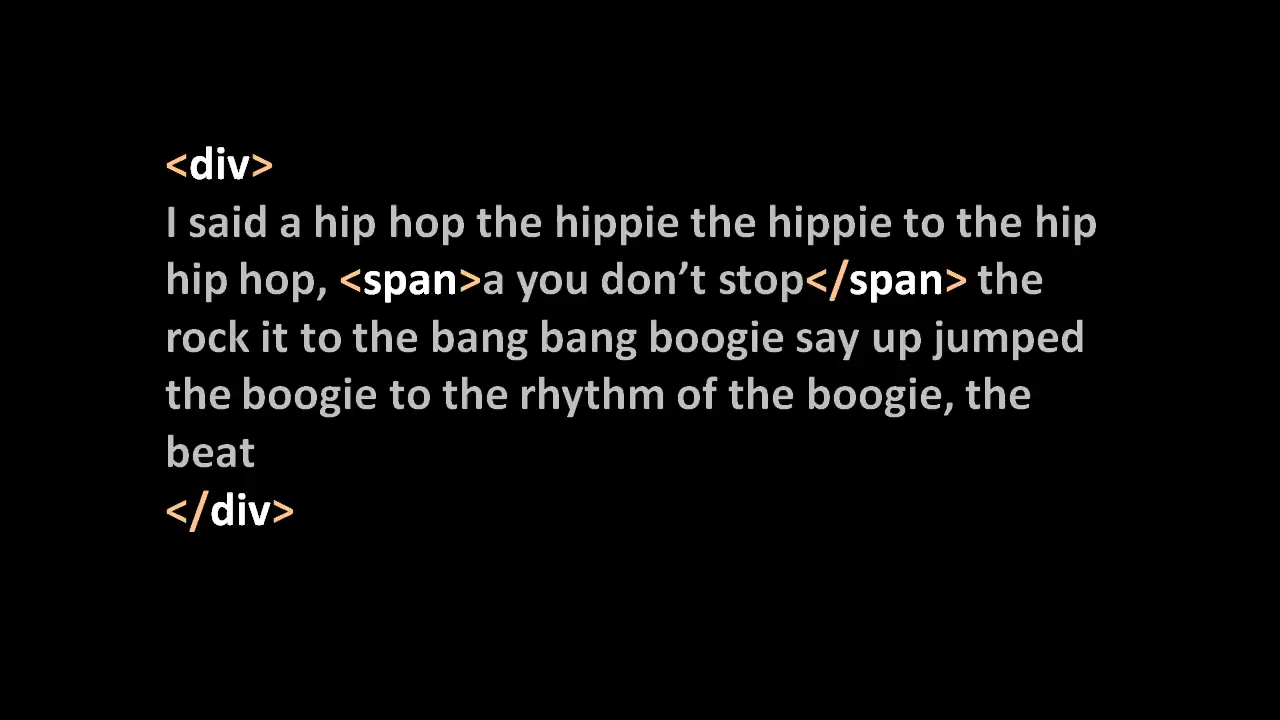 <div>
I said a hip hop the hippie the hippie to the hip
hip hop, <span>a you don’t stop</span> the
rock it to the bang bang boogie say up jumped
the boogie to the rhythm of the boogie, the
beat
</div>